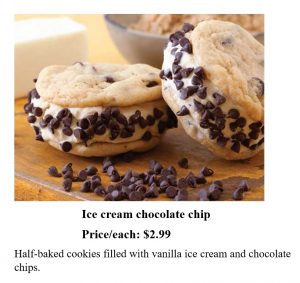 Ice cream chocolate chip
Price/each: $2.99
Half-baked cookies filled with vanilla ice cream and chocolate
chips.